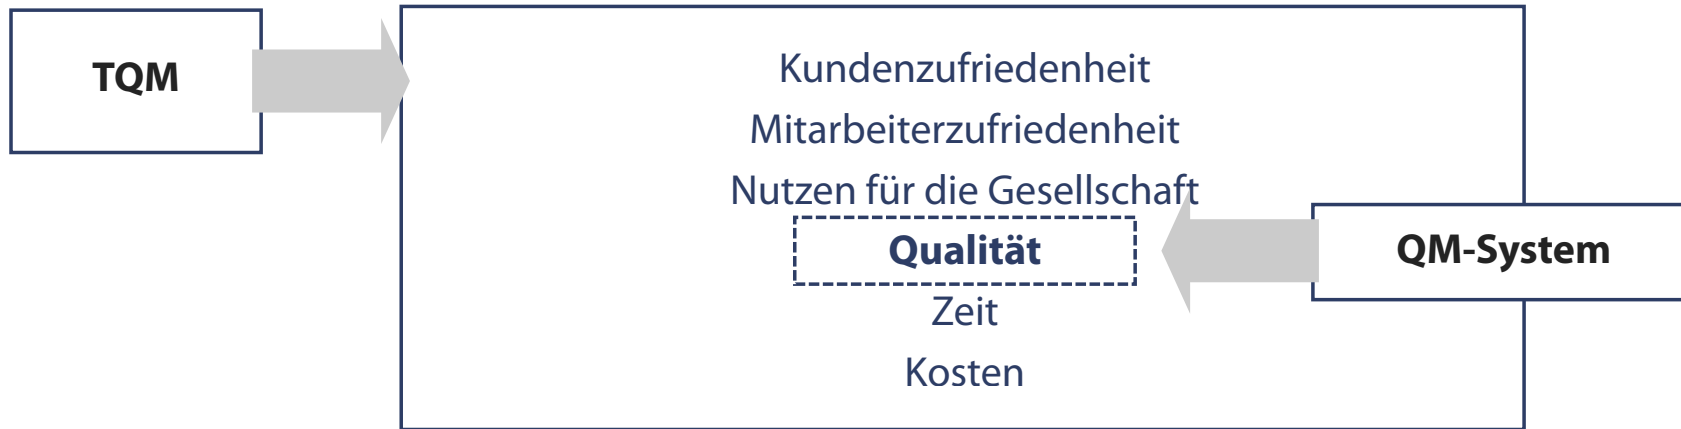 TQM
Kundenzufriedenheit
Mitarbeiterzufriedenheit
Nutzen für die Gesellschaft
Qualität
QM-System
Zeit
Kosten